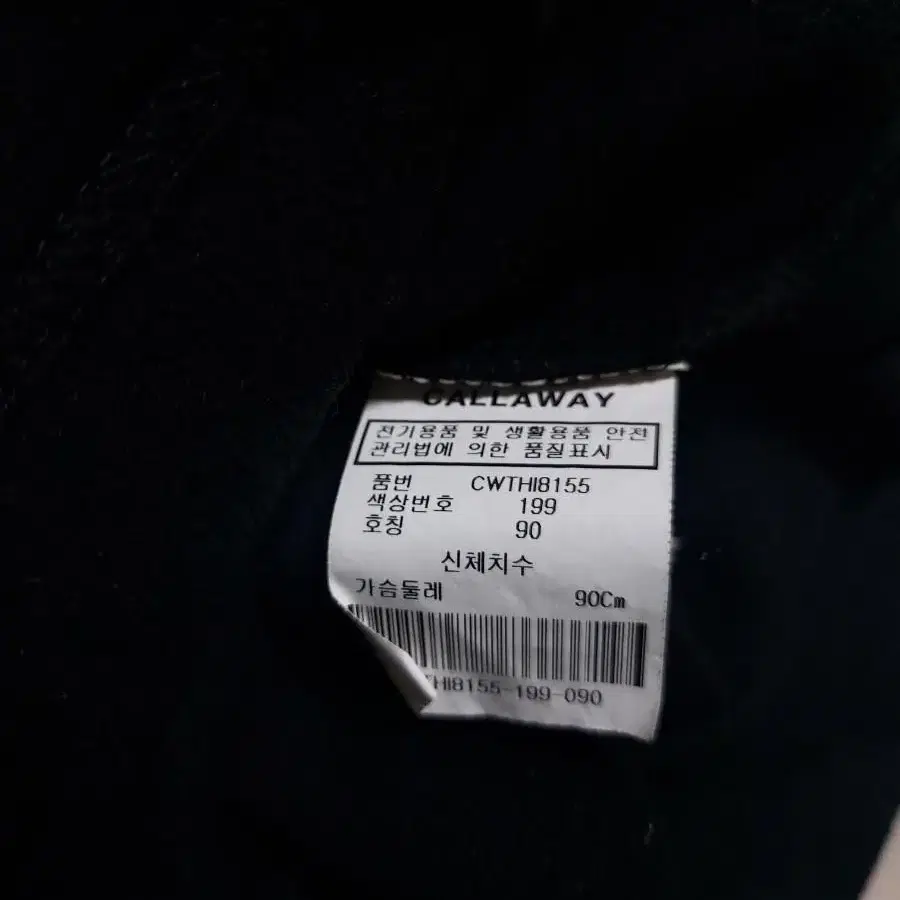 CALLAWAY
전기용품 및 생활용품 안전
관리법에 의한 품질표시
품번 CWTHI8155
색상번호 199
호칭 90
신체치수
가슴둘레 90Cm
THI8155-199-090